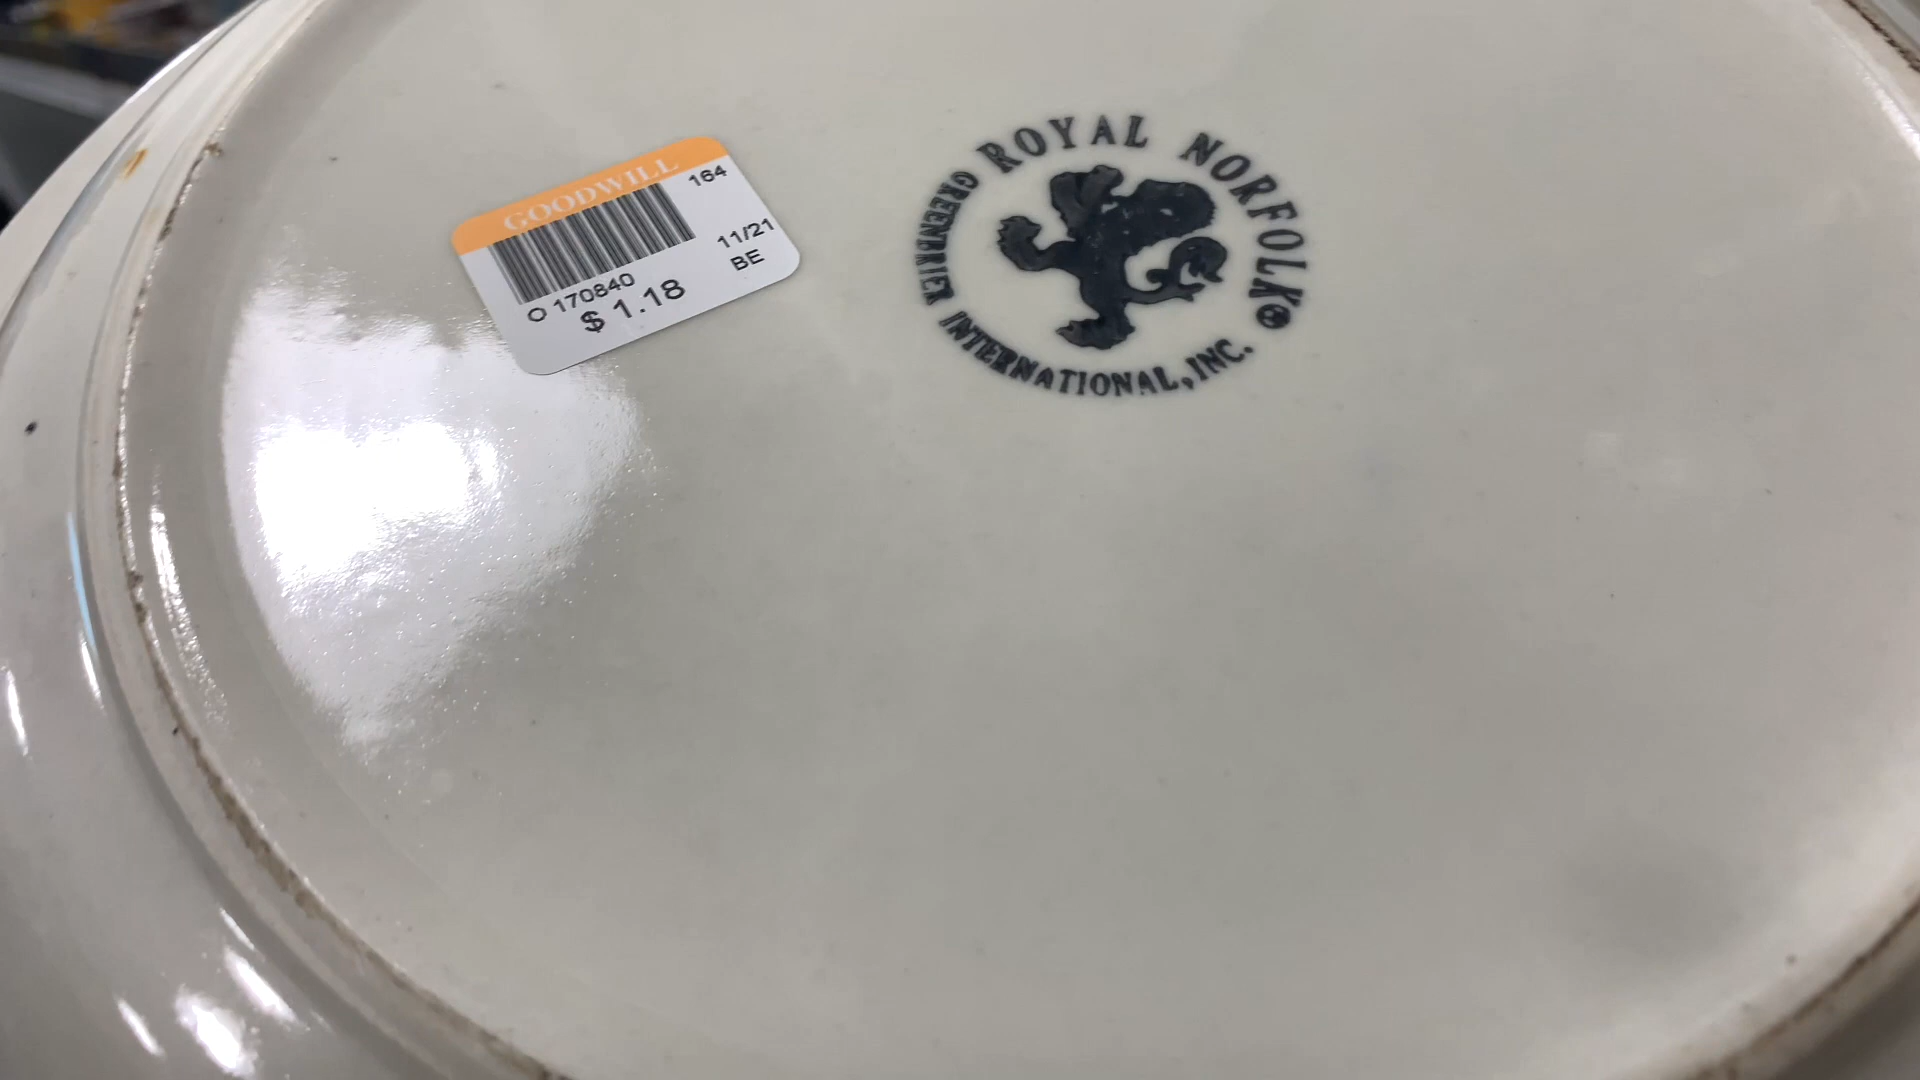 GOODWILL
164
11/21
BE
O 170840
$ 1.18
ROYAL NORFOLK®
GREENBRIER INTERNATIONAL, INC.